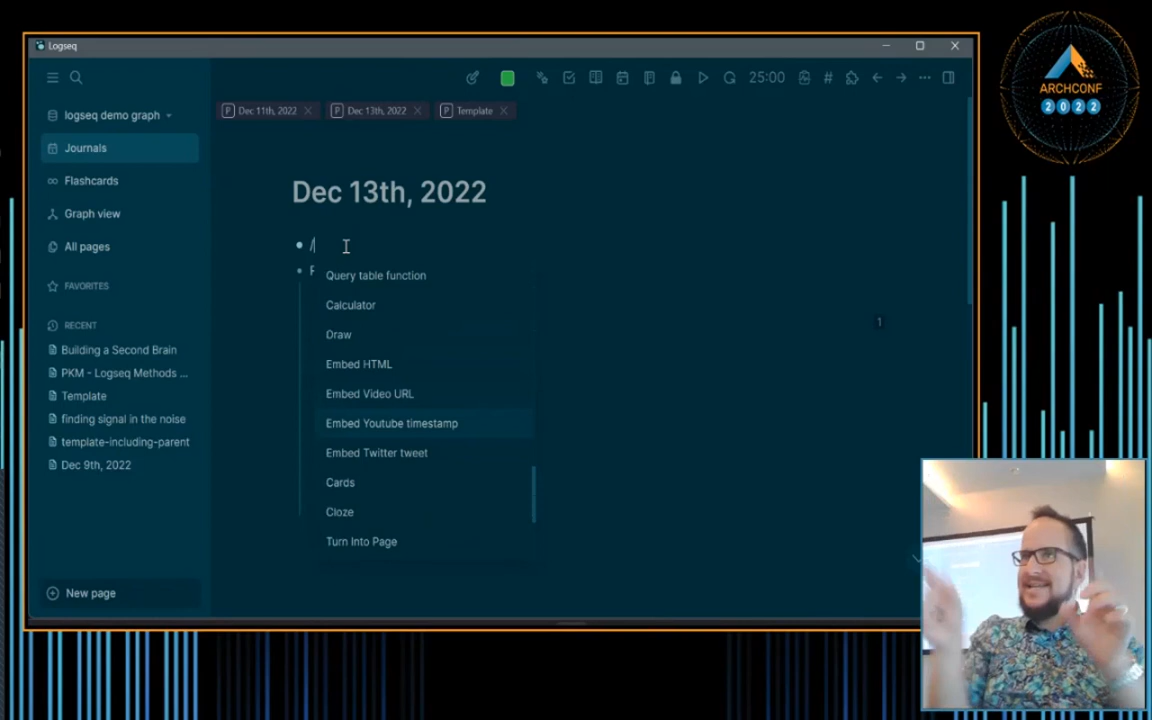 Logseq
25:00
logseq demo graph
P Dec 11th, 2022
P Dec 13th, 2022
P Template
Journals
Flashcards
Graph view
All pages
FAVORITES
RECENT
Building a Second Brain
PKM - Logseq Methods ...
Template
finding signal in the noise
template-including-parent
Dec 9th, 2022
New page
Dec 13th, 2022
/
Query table function
Calculator
Draw
Embed HTML
Embed Video URL
Embed Youtube timestamp
Embed Twitter tweet
Cards
Cloze
Turn Into Page
1
ARCHCONF
2022